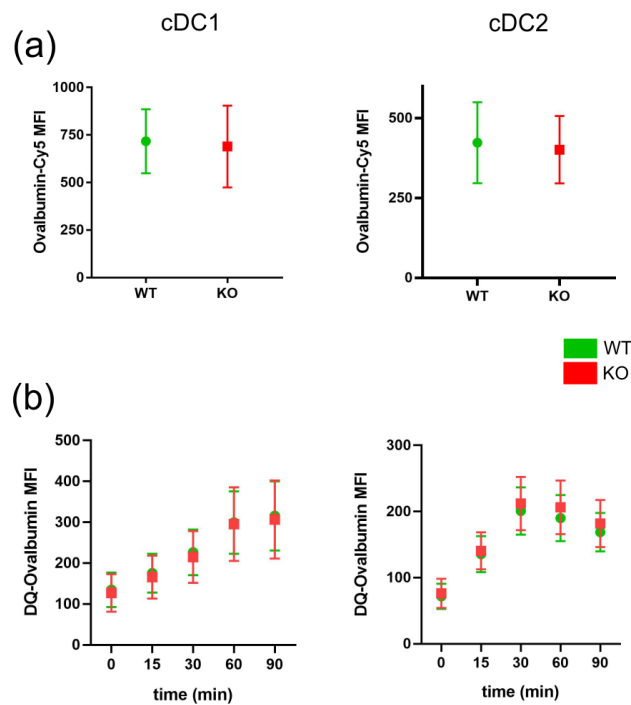 cDC1
cDC2
(a)
Ovalbumin-Cy5 MFI
1000
750
500
250
0
WT
KO
Ovalbumin-Cy5 MFI
500
250
0
WT
KO
WT
KO
(b)
DQ-Ovalbumin MFI
500
400
300
200
100
0
0 15 30 60 90
time (min)
DQ-Ovalbumin MFI
300
200
100
0
0 15 30 60 90
time (min)